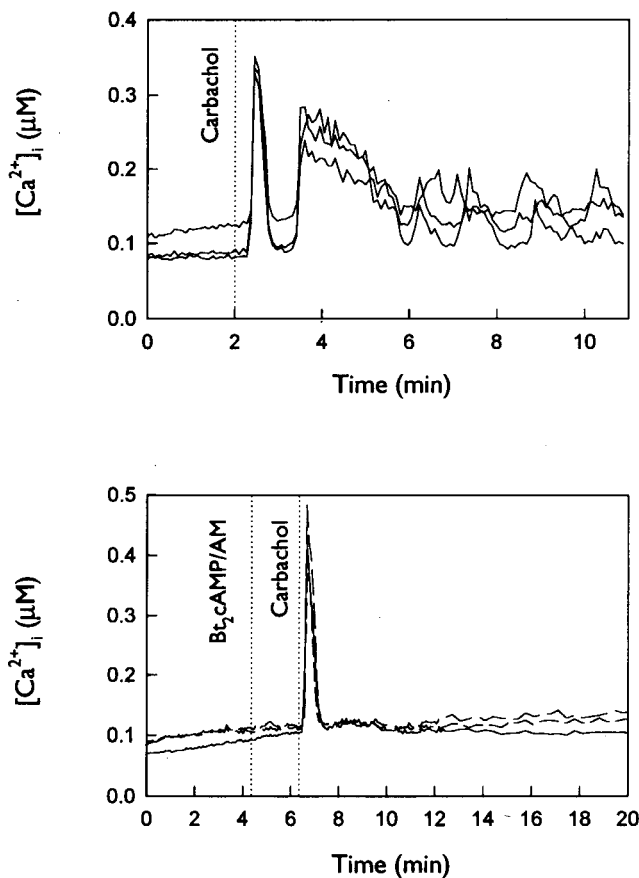 0.4
0.3
0.2
0.1
0.0
[Ca²⁺]ᵢ (µM)
Carbachol
0 2 4 6 8 10
Time (min)
0.5
0.4
0.3
0.2
0.1
0.0
[Ca²⁺]ᵢ (µM)
Bt₂cAMP/AM
Carbachol
0 2 4 6 8 10 12 14 16 18 20
Time (min)